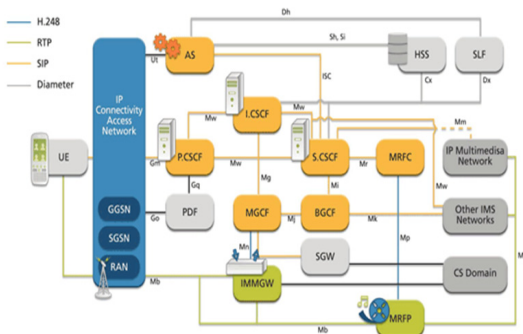 H.248
RTP
SIP
Diameter
Dh
Sh, Si
AS
HSS
SLF
Ut
ISC
Cx
Dx
IP
Connectivity
Access
Network
I.CSCF
Mw
Mw
Mm
UE
Gm
P.CSCF
Mw
S.CSCF
Mr
MRFC
IP Multimedisa
Network
Gq
Mg
Mi
Mw
GGSN
Go
PDF
MGCF
Mj
BGCF
Mk
Other IMS
Networks
SGSN
Mn
Mp
SGW
RAN
CS Domain
Mb
IMMGW
Mb
MRFP